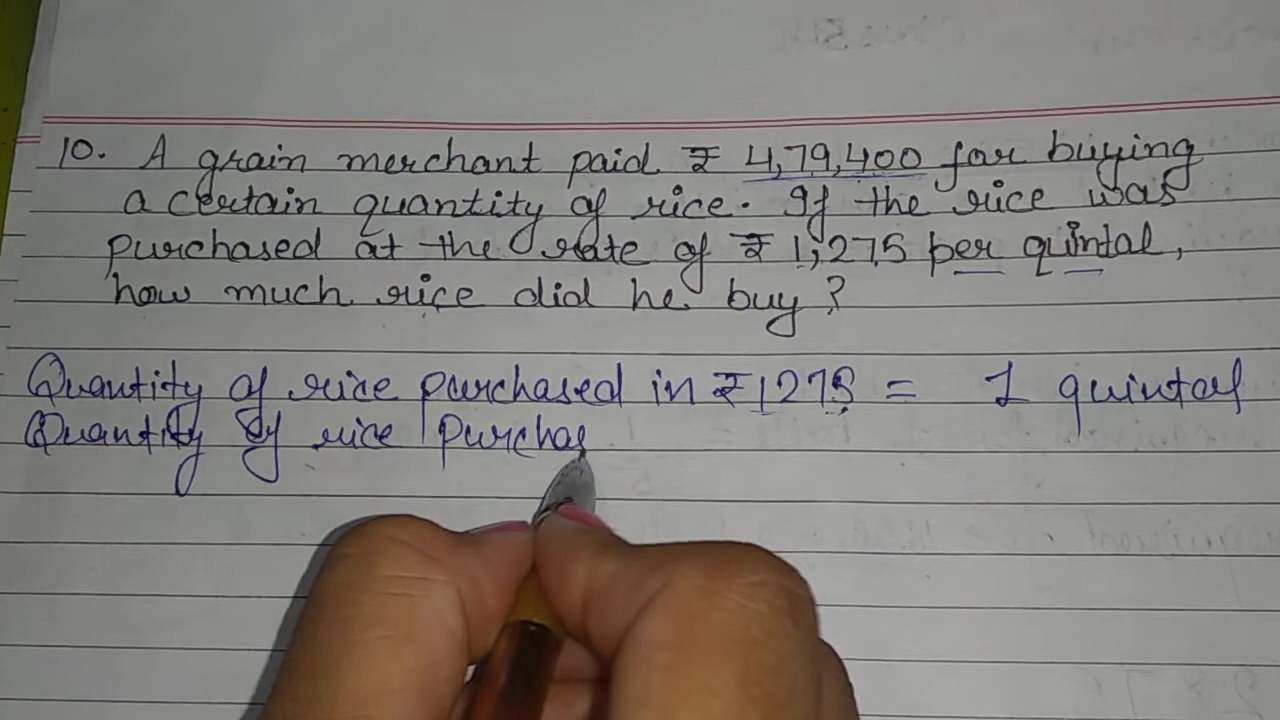 10. A grain merchant paid ₹ 4,79,400 for buying
a certain quantity of rice. If the rice was
purchased at the rate of ₹ 1,275 per quintal,
how much rice did he buy?
Quantity of rice purchased in ₹1275 = 1 quintal
Quantity of rice Purchas